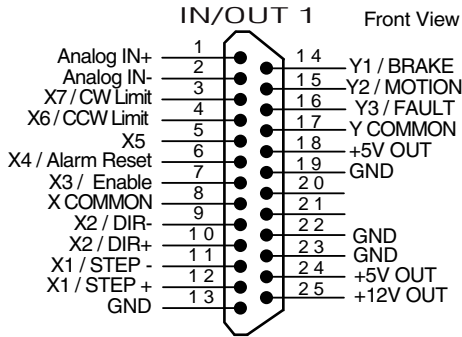 IN/OUT 1
Front View
Analog IN+ 1
Analog IN- 2
X7 / CW Limit 3
X6 / CCW Limit 4
X5 5
X4 / Alarm Reset 6
X3 / Enable 7
X COMMON 8
X2 / DIR- 9
X2 / DIR+ 10
X1 / STEP - 11
X1 / STEP + 12
GND 13
14 Y1 / BRAKE
15 Y2 / MOTION
16 Y3 / FAULT
17 Y COMMON
18 +5V OUT
19 GND
20
21
22 GND
23 GND
24 +5V OUT
25 +12V OUT